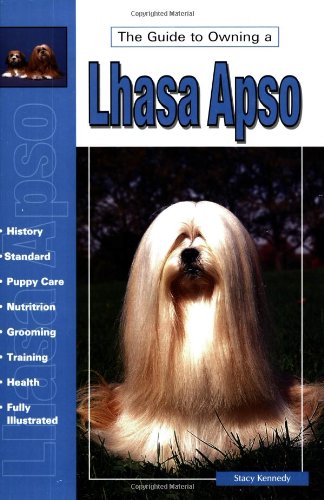 The Guide to Owning a
Lhasa Apso
Lhasa Apso
• History
• Standard
• Puppy Care
• Nutritrion
• Grooming
• Training
• Health
• Fully
Illustrated
Stacy Kennedy